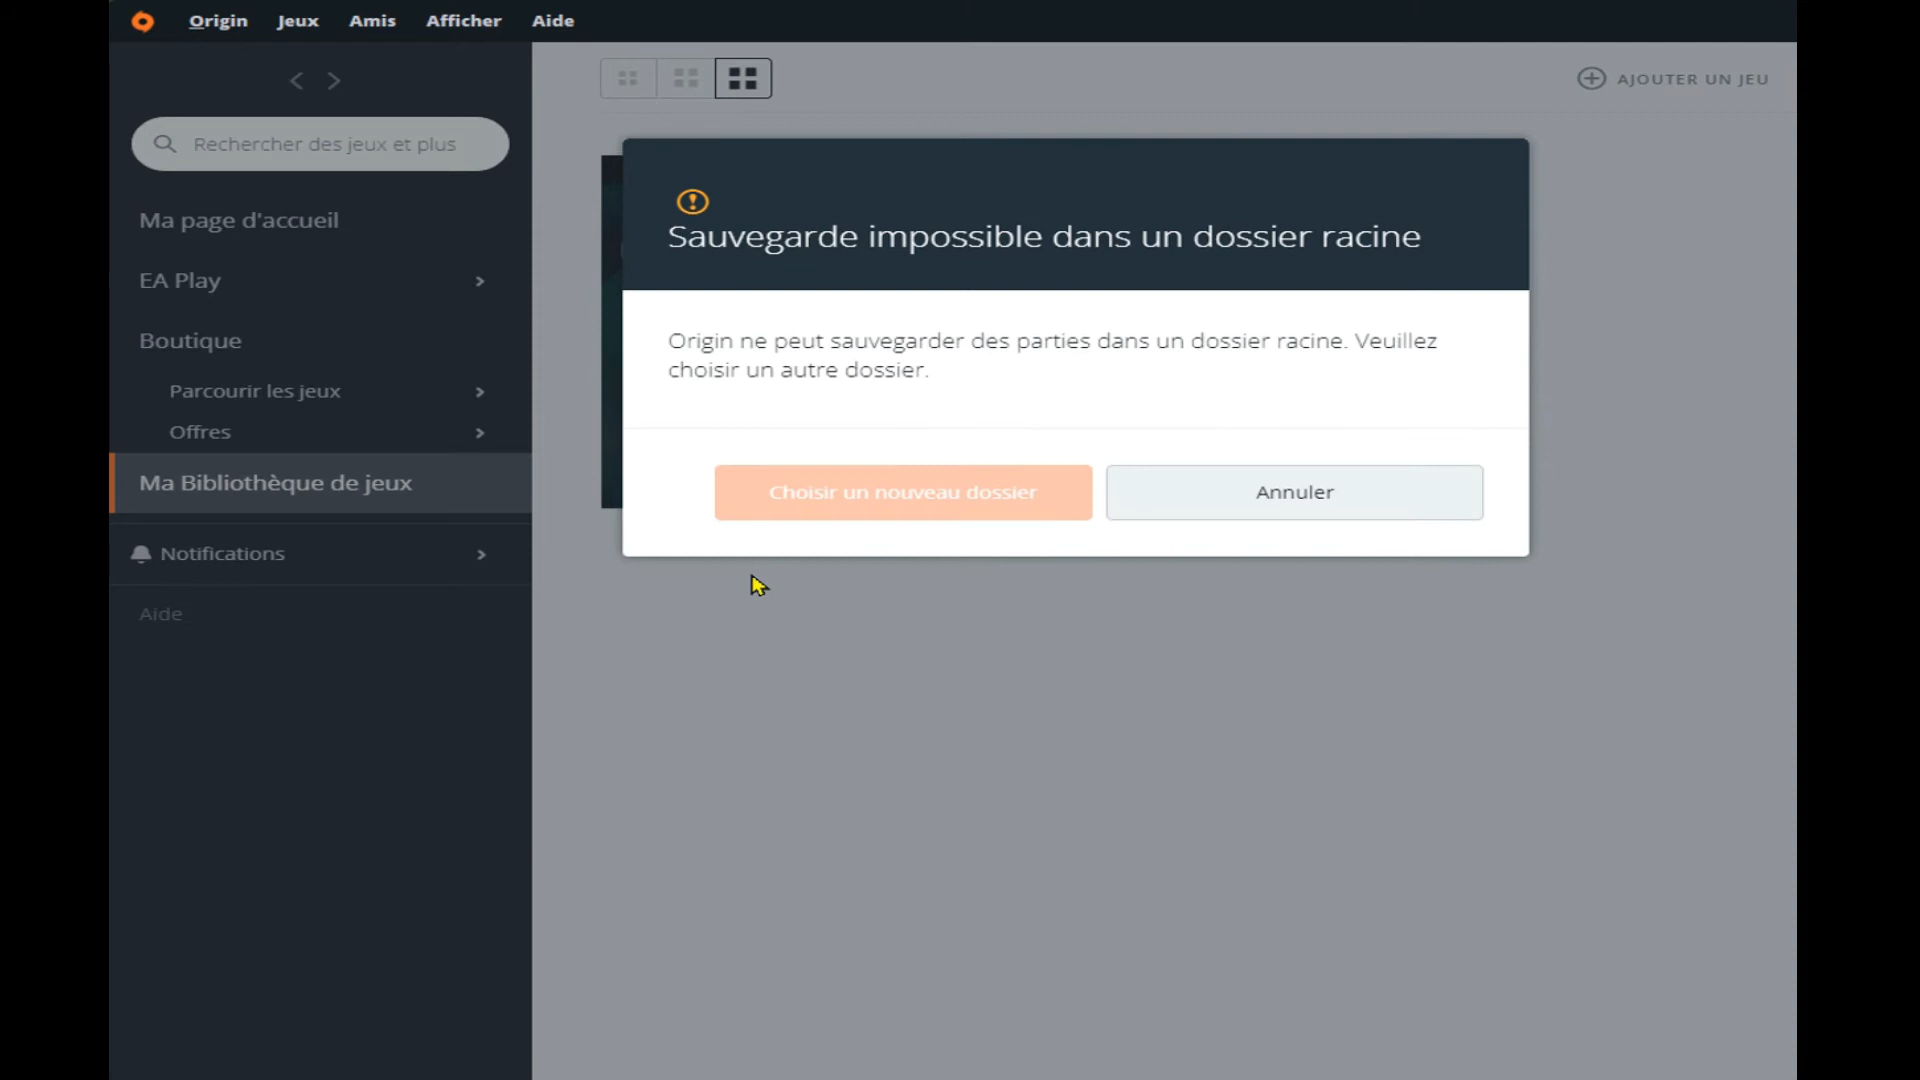 Origin Jeux Amis Afficher Aide
Rechercher des jeux et plus
Ma page d'accueil
EA Play
Boutique
Parcourir les jeux
Offres
Ma Bibliothèque de jeux
Notifications
Aide
AJOUTER UN JEU
Sauvegarde impossible dans un dossier racine
Origin ne peut sauvegarder des parties dans un dossier racine. Veuillez
choisir un autre dossier.
Choisir un nouveau dossier Annuler